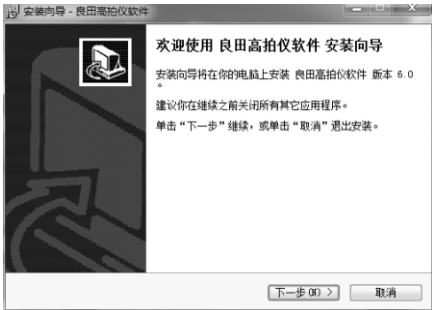 安装向导 - 良田高拍仪软件
欢迎使用 良田高拍仪软件 安装向导
安装向导将在你的电脑上安装 良田高拍仪软件 版本 6.0
。
建议你在继续之前关闭所有其它应用程序。
单击“下一步”继续，或单击“取消”退出安装。
下一步(N) >
取消